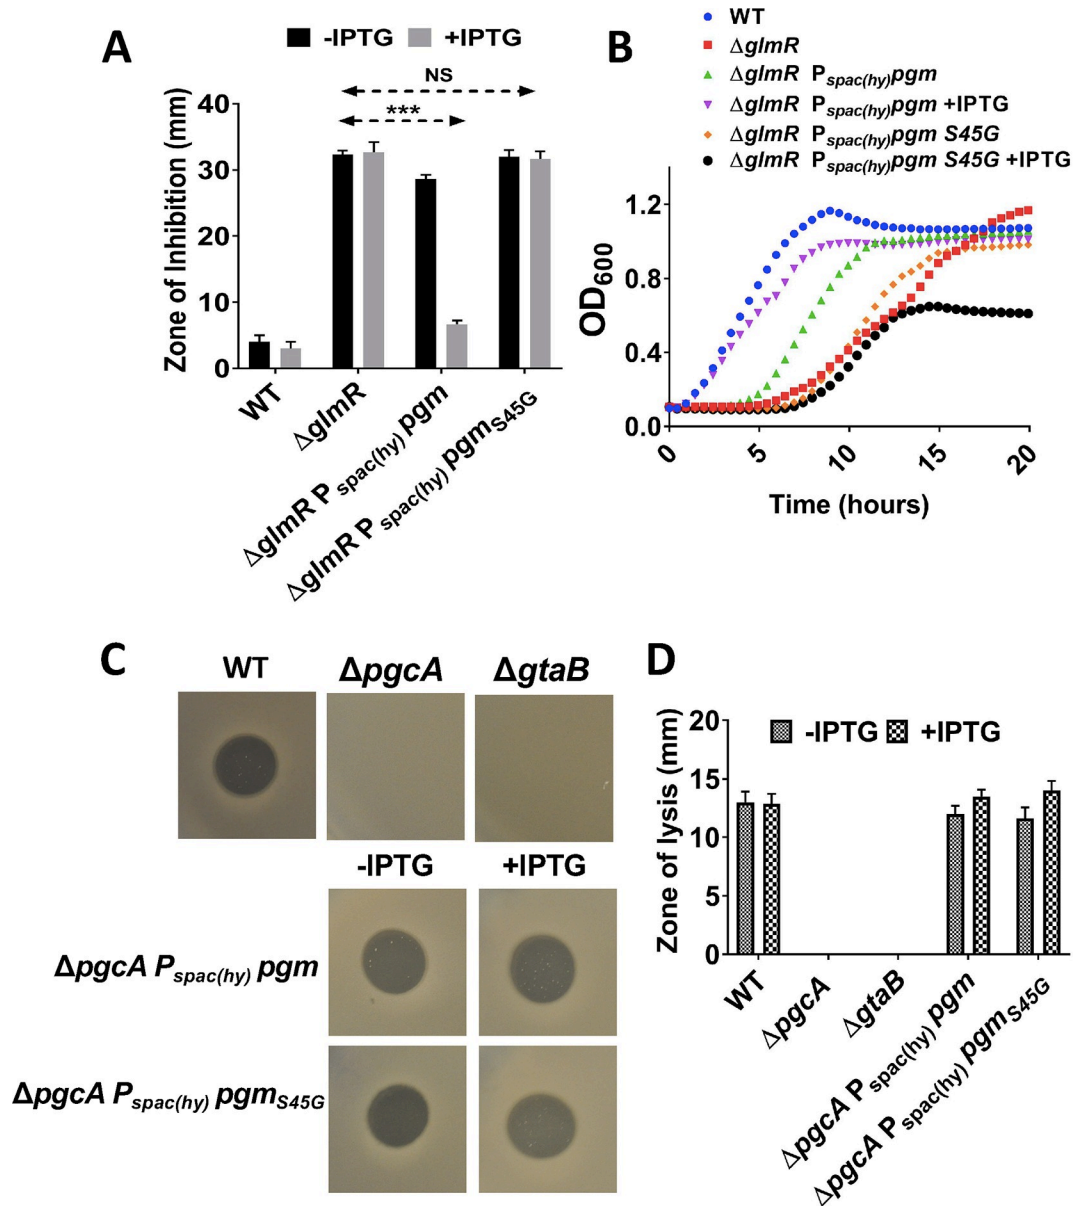 A
-IPTG +IPTG
NS
***
Zone of Inhibition (mm)
40
30
20
10
0
WT
ΔglmR
ΔglmR P spac(hy) pgm
ΔglmR P spac(hy) pgmS45G
B
WT
ΔglmR
ΔglmR Pspac(hy)pgm
ΔglmR Pspac(hy)pgm +IPTG
ΔglmR Pspac(hy)pgm S45G
ΔglmR Pspac(hy)pgm S45G +IPTG
OD600
1.2
0.8
0.4
0.0
0 5 10 15 20
Time (hours)
C
WT ΔpgcA ΔgtaB
-IPTG +IPTG
ΔpgcA Pspac(hy) pgm
ΔpgcA Pspac(hy) pgmS45G
D
-IPTG +IPTG
Zone of lysis (mm)
20
15
10
5
0
WT
ΔpgcA
ΔgtaB
ΔpgcA Pspac(hy) pgm
ΔpgcA Pspac(hy) pgmS45G